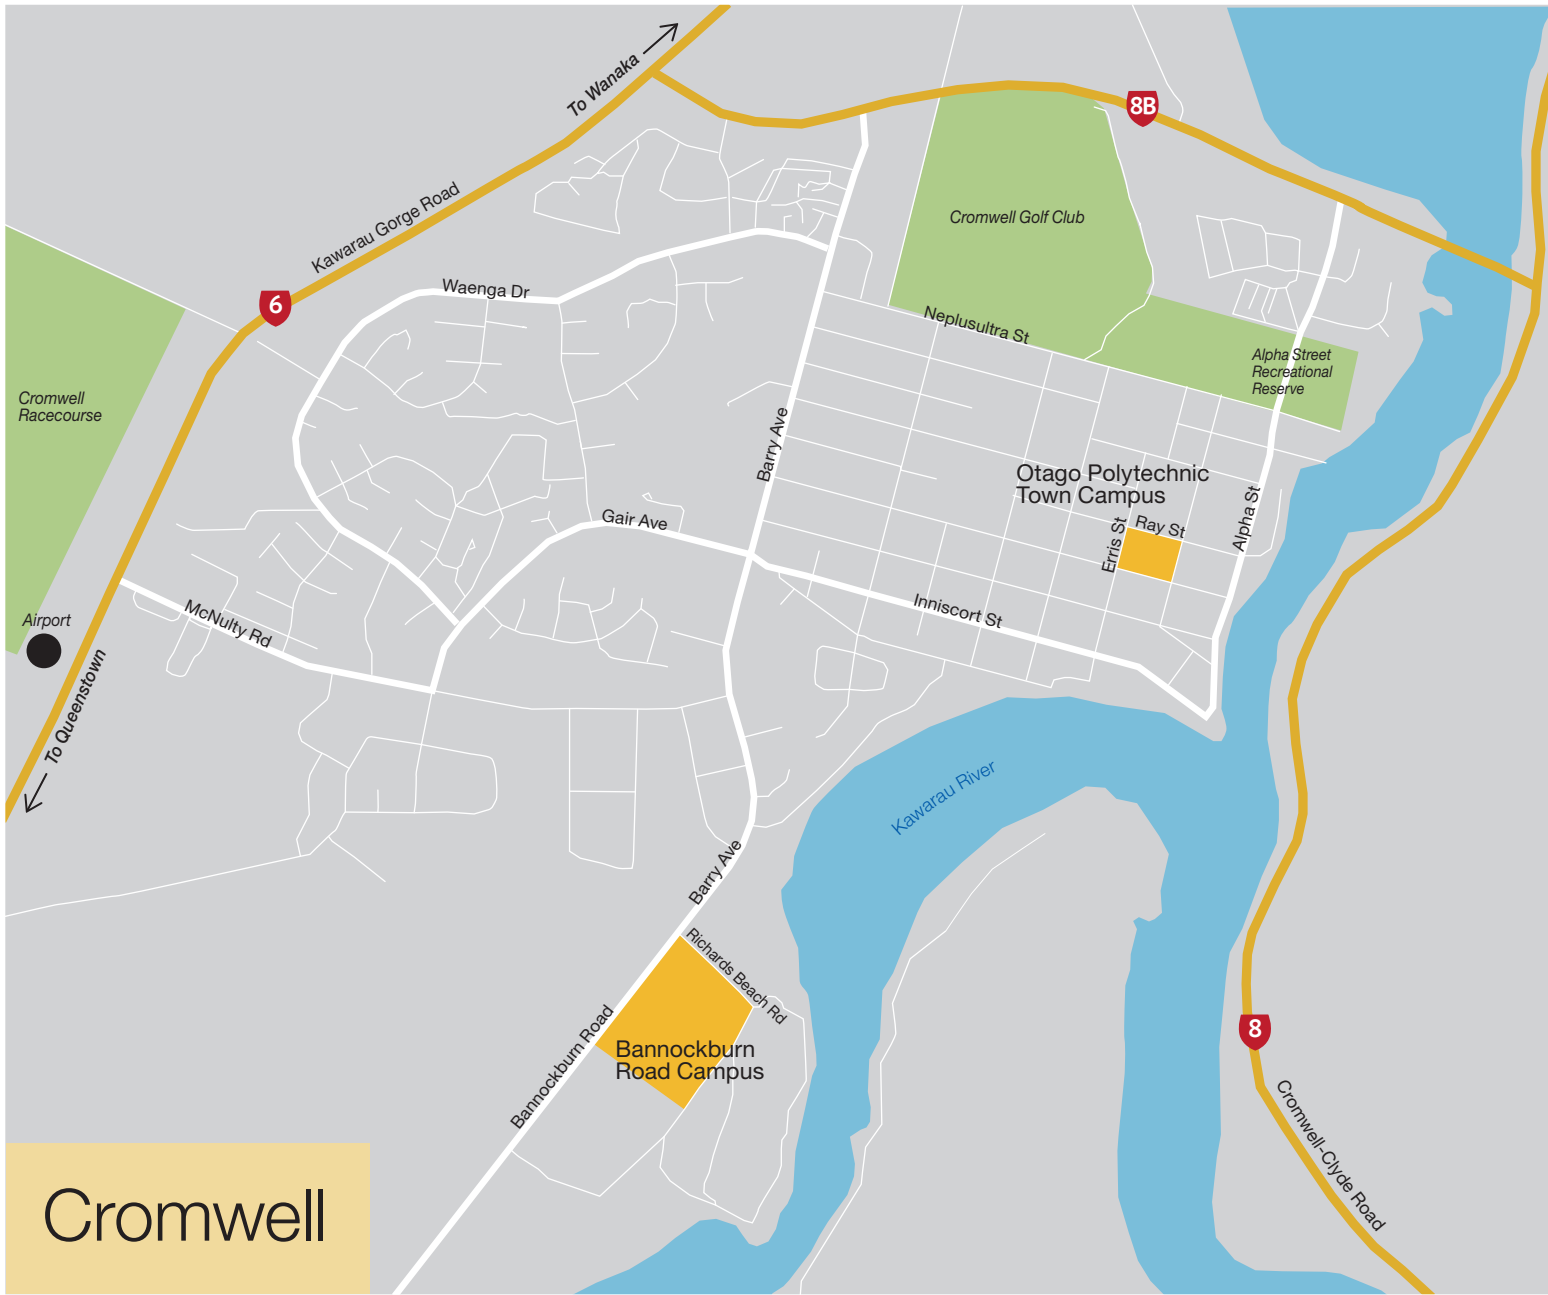 To Wanaka
8B
Kawarau Gorge Road
Cromwell Golf Club
6
Waenga Dr
Neplusultra St
Alpha Street
Recreational
Reserve
Cromwell
Racecourse
Barry Ave
Otago Polytechnic
Town Campus
Alpha St
Gair Ave
Ray St
Erris St
Airport
McNulty Rd
Inniscort St
To Queenstown
Kawarau River
Barry Ave
Richards Beach Rd
Bannockburn Road
Bannockburn
Road Campus
8
Cromwell-Clyde Road
Cromwell